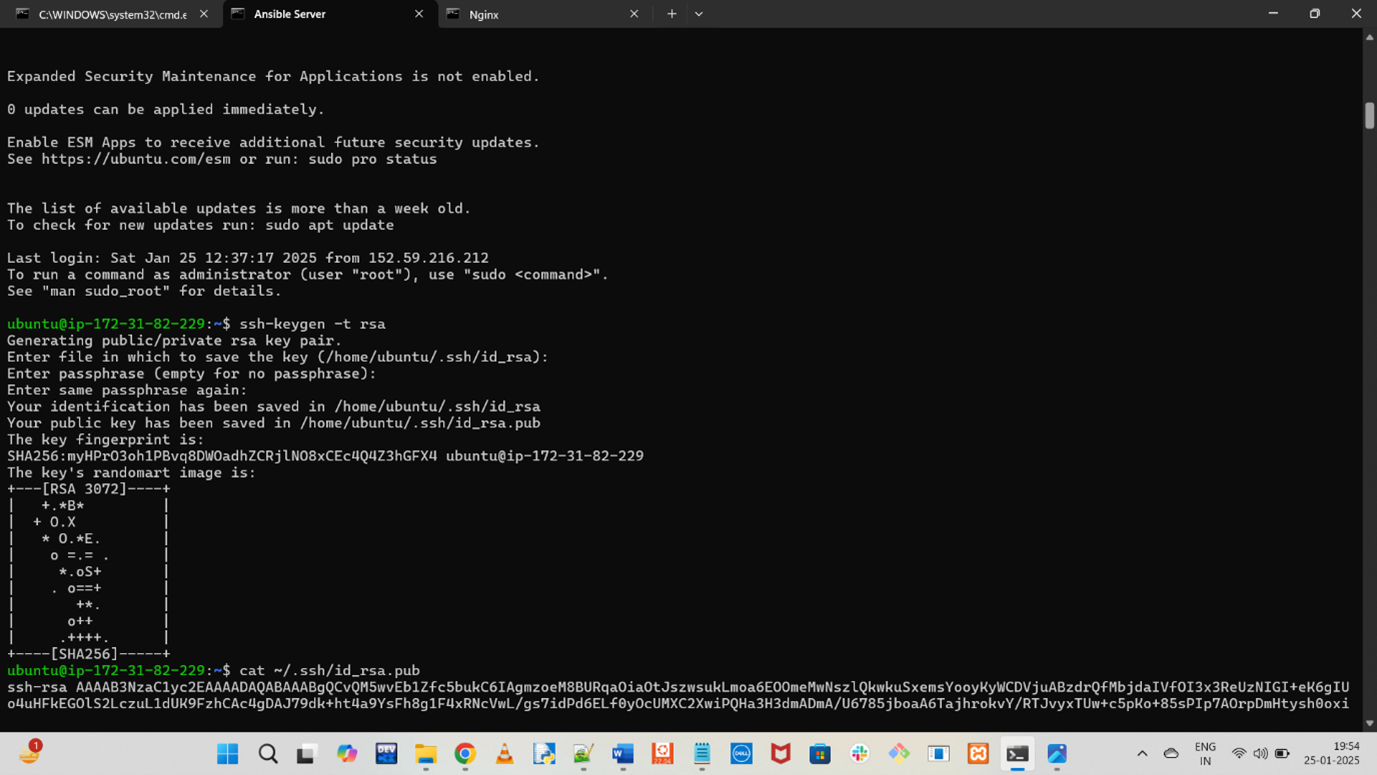 C:\WINDOWS\system32\cmd.e
Ansible Server
Nginx
Expanded Security Maintenance for Applications is not enabled.
0 updates can be applied immediately.
Enable ESM Apps to receive additional future security updates.
See https://ubuntu.com/esm or run: sudo pro status
The list of available updates is more than a week old.
To check for new updates run: sudo apt update
Last login: Sat Jan 25 12:37:17 2025 from 152.59.216.212
To run a command as administrator (user "root"), use "sudo <command>".
See "man sudo_root" for details.
ubuntu@ip-172-31-82-229:~$ ssh-keygen -t rsa
Generating public/private rsa key pair.
Enter file in which to save the key (/home/ubuntu/.ssh/id_rsa):
Enter passphrase (empty for no passphrase):
Enter same passphrase again:
Your identification has been saved in /home/ubuntu/.ssh/id_rsa
Your public key has been saved in /home/ubuntu/.ssh/id_rsa.pub
The key fingerprint is:
SHA256:myHPrO3oh1PBvq8DWOadhZCRjlNO8xCEc4Q4Z3hGFX4 ubuntu@ip-172-31-82-229
The key's randomart image is:
+---[RSA 3072]----+
|   +.*B*         |
|  + O.X          |
|   * O.*E.       |
|    o =.= .      |
|     *.oS+       |
|    . o==+       |
|       +*.       |
|      o++        |
|     .++++.      |
+----[SHA256]-----+
ubuntu@ip-172-31-82-229:~$ cat ~/.ssh/id_rsa.pub
ssh-rsa AAAAB3NzaC1yc2EAAAADAQABAAABgQCvQM5wvEb1Zfc5bukC6IAgmzoeM8BURqaOiaOtJszwsukLmoa6EOOmeMwNszlQkwkuSxemsYooyKyWCDVjuABzdrQfMbjdaIVfOI3x3ReUzNIGI+eK6gIU
o4uHFkEGOlS2LczuL1dUK9FzhCAc4gDAJ79dk+ht4a9YsFh8g1F4xRNcVwL/gs7idPd6ELf0yOcUMXC2XwiPQHa3H3dmADmA/U6785jboaA6TajhrokvY/RTJvyxTUw+c5pKo+85sPIp7AOrpDmHtysh0oxi
1
DEV
22.04
DELL
ENG
IN
19:54
25-01-2025